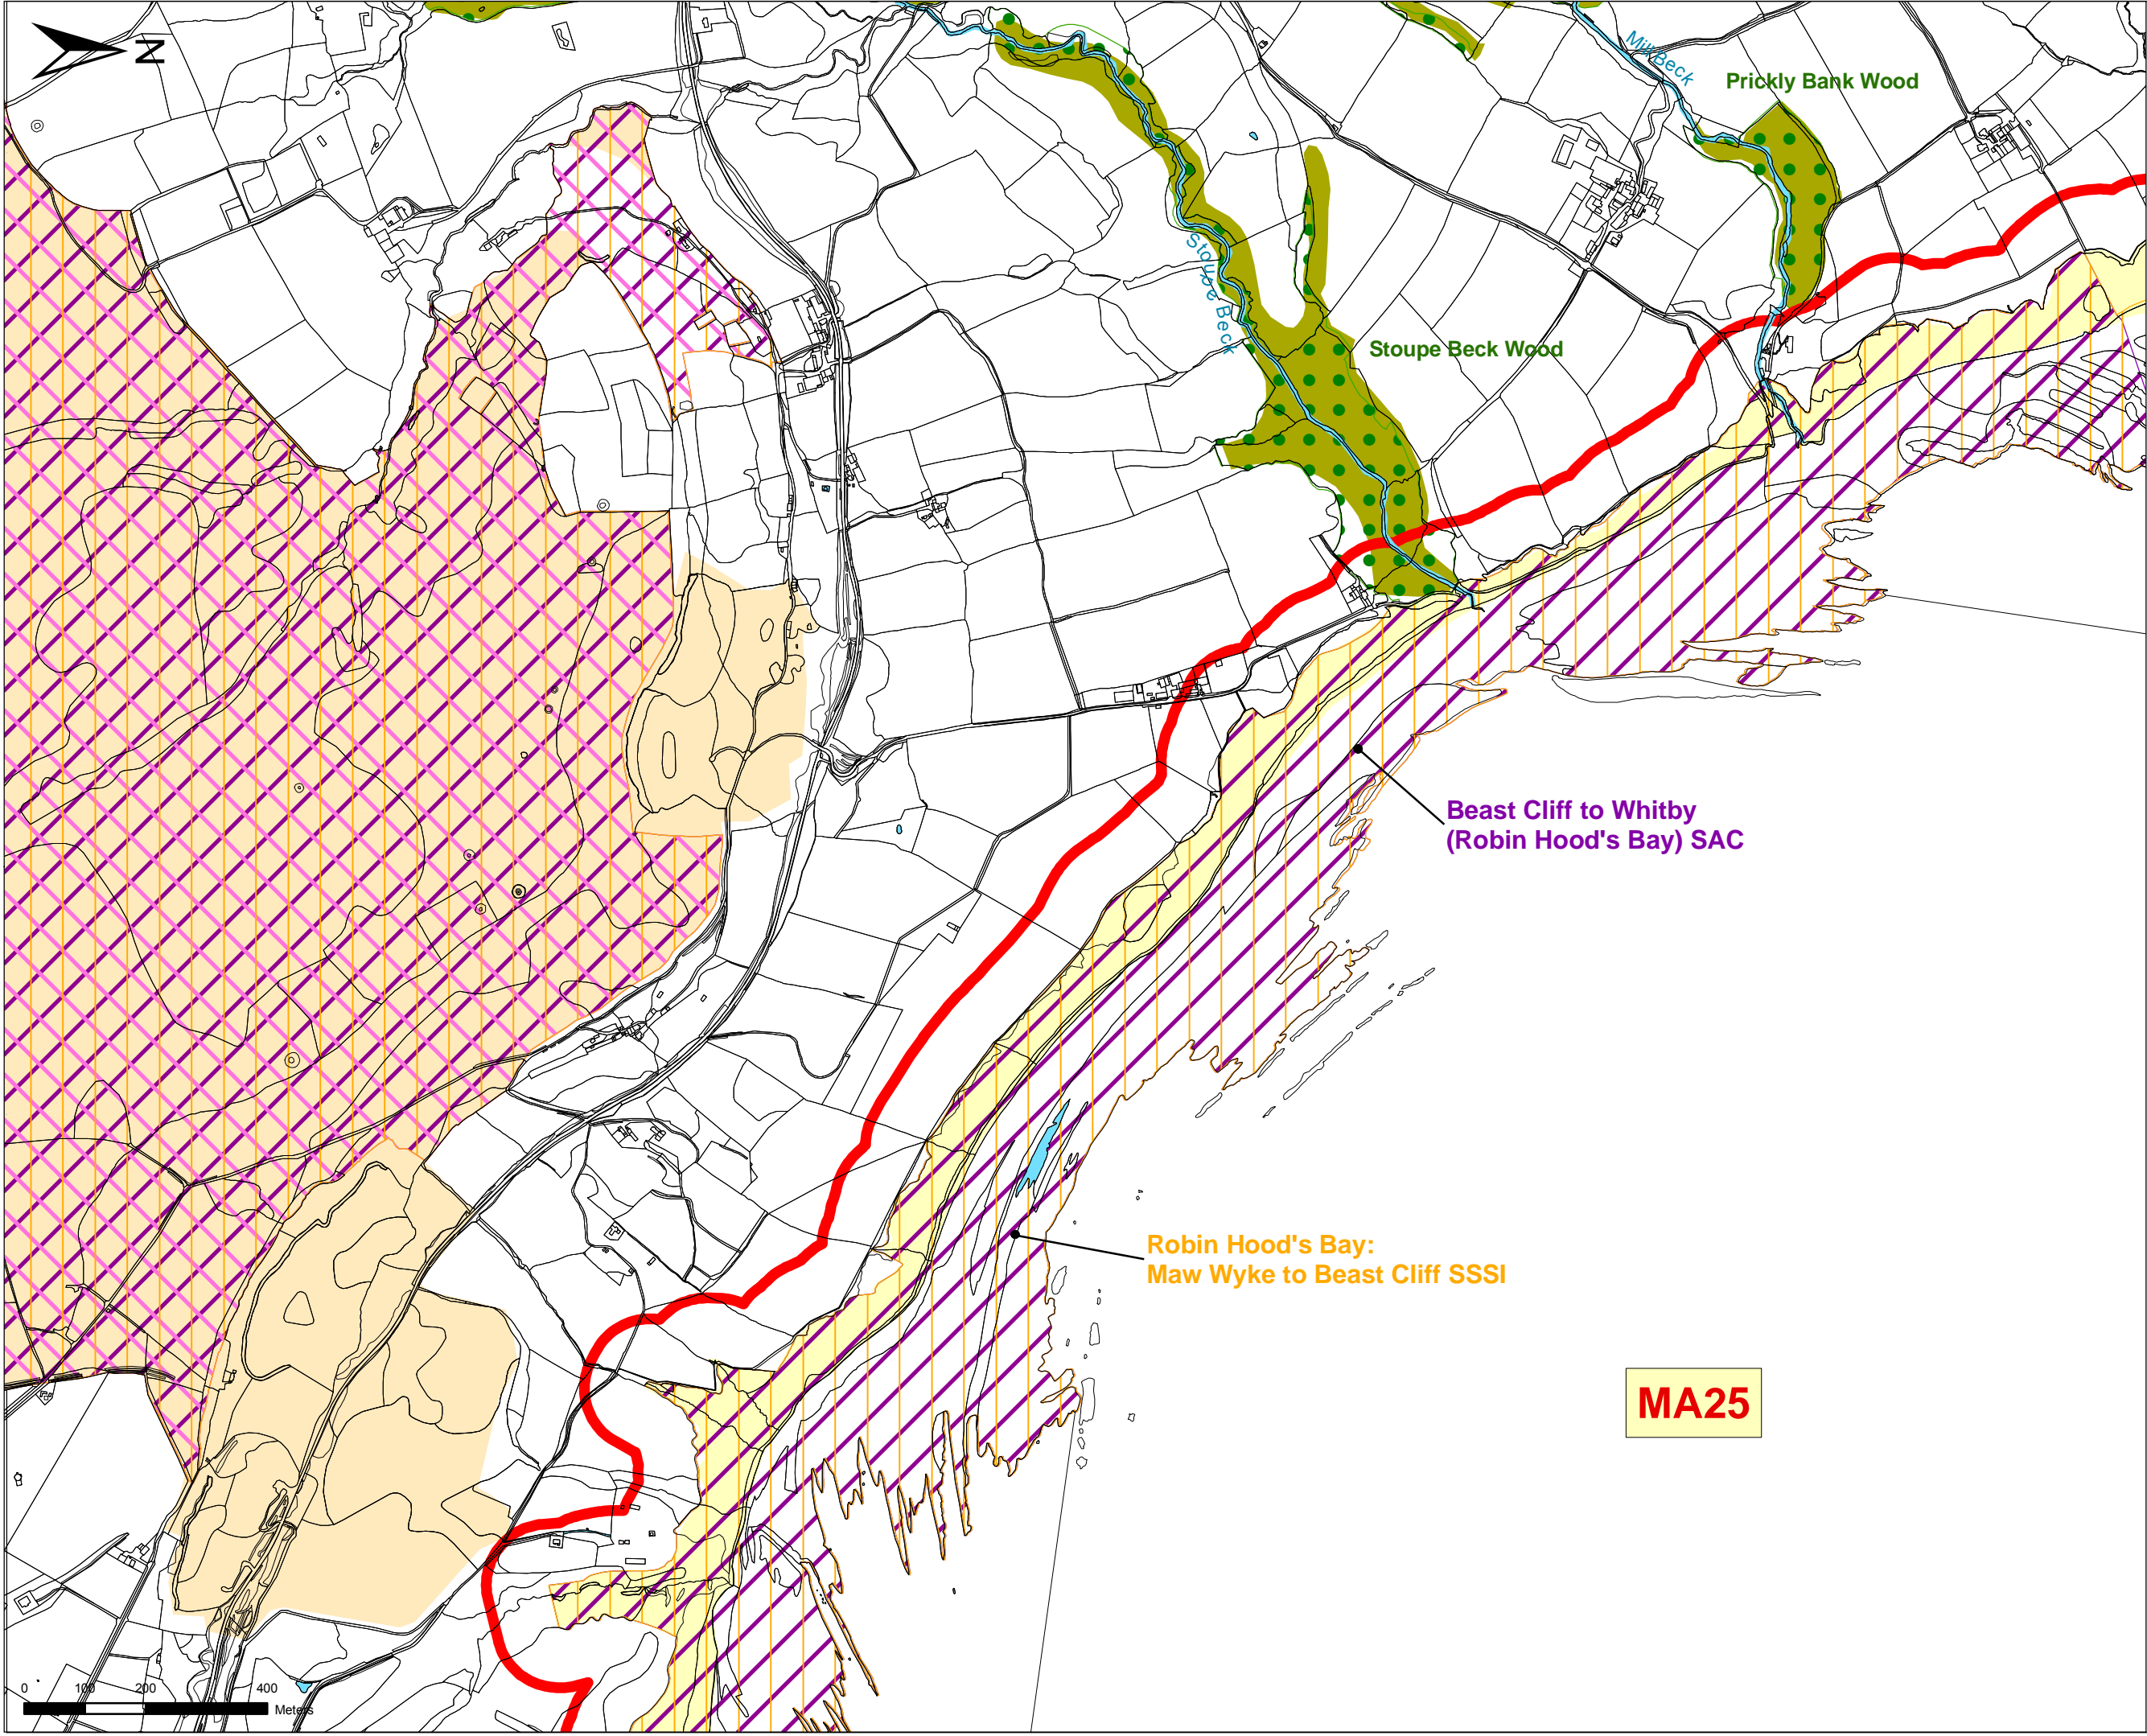 N
Mill Beck
Prickly Bank Wood
Stoupe Beck
Stoupe Beck Wood
Beast Cliff to Whitby
(Robin Hood's Bay) SAC
Robin Hood's Bay:
Maw Wyke to Beast Cliff SSSI
MA25
0 100 200 400
Meters